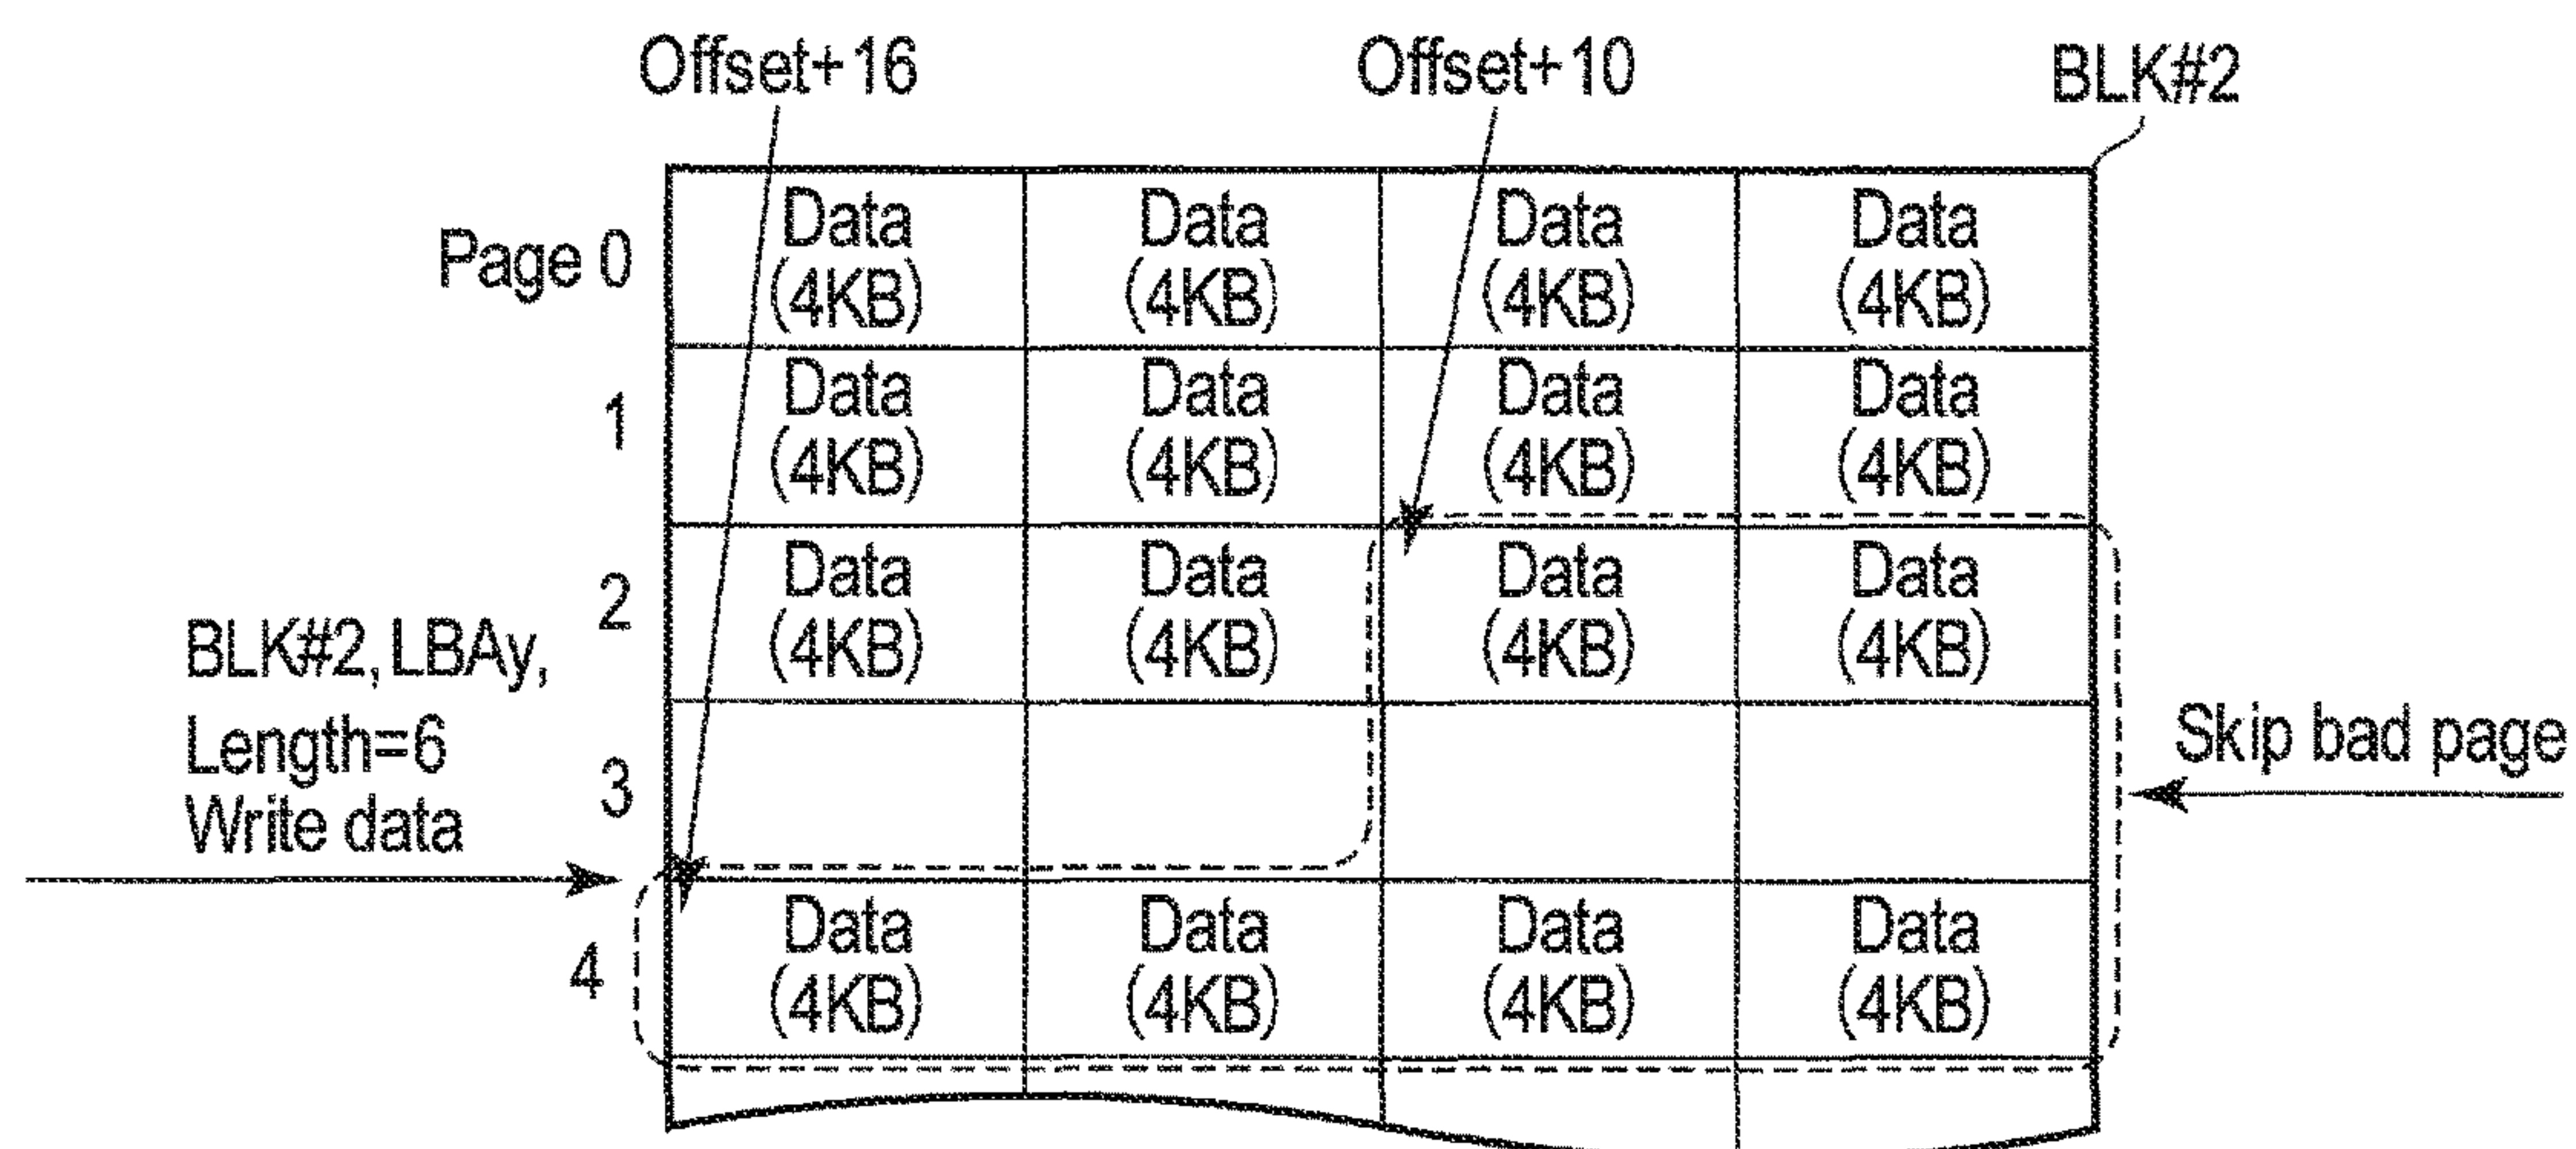 Offset+16 Offset+10 BLK#2
Page 0 Data Data Data Data
(4KB) (4KB) (4KB) (4KB)
1 Data Data Data Data
(4KB) (4KB) (4KB) (4KB)
2 Data Data Data Data
(4KB) (4KB) (4KB) (4KB)
BLK#2, LBAy,
Length=6
Write data
3
Skip bad page
4 Data Data Data Data
(4KB) (4KB) (4KB) (4KB)